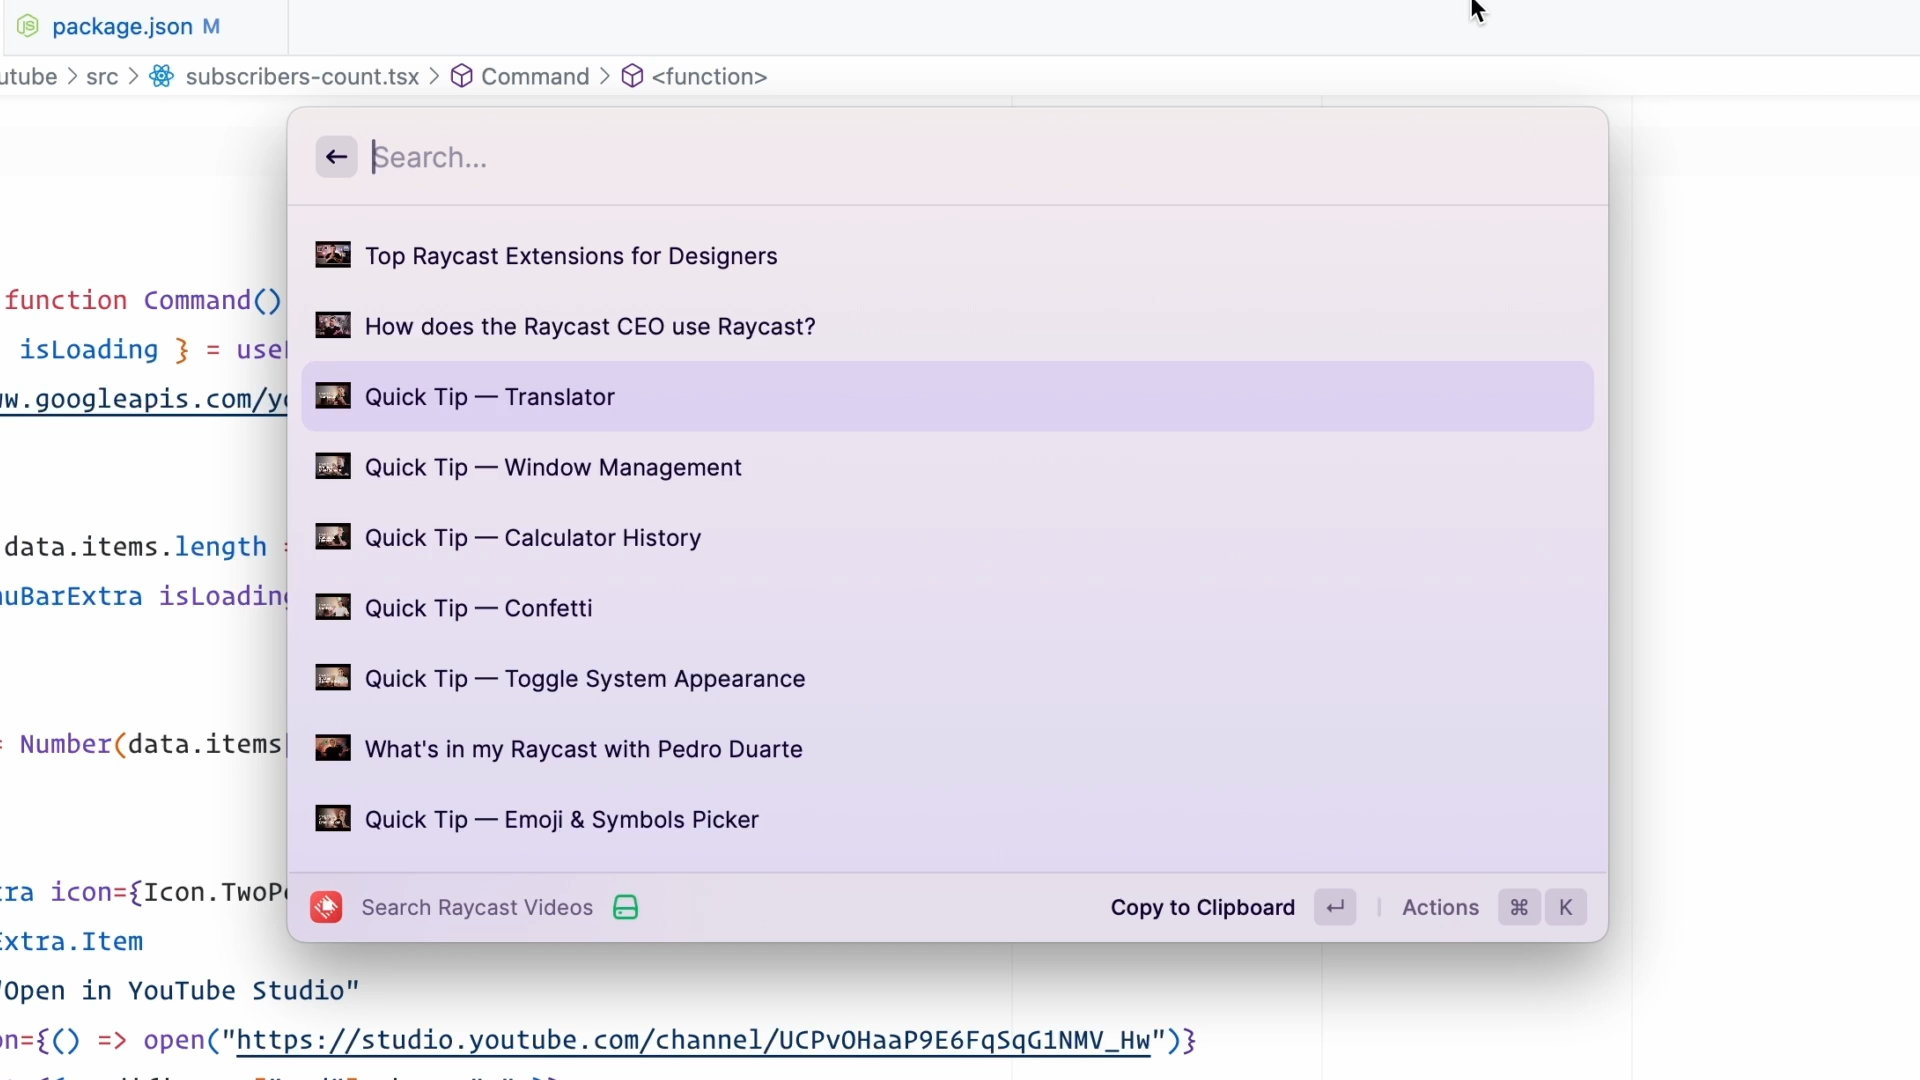 package.json M
utube > src > subscribers-count.tsx > Command > <function>
Search...
Top Raycast Extensions for Designers
function Command()
How does the Raycast CEO use Raycast?
isLoading } =
Quick Tip — Translator
w.googleapis.com/yo
Quick Tip — Window Management
data.items.length
Quick Tip — Calculator History
uBarExtra isLoading
Quick Tip — Confetti
Quick Tip — Toggle System Appearance
= Number(data.items
What's in my Raycast with Pedro Duarte
Quick Tip — Emoji & Symbols Picker
ra icon={Icon.TwoPe
Search Raycast Videos
Copy to Clipboard ↵ | Actions ⌘ K
Extra.Item
"Open in YouTube Studio"
on={() => open("https://studio.youtube.com/channel/UCPvOHaaP9E6FqSqG1NMV_Hw")}